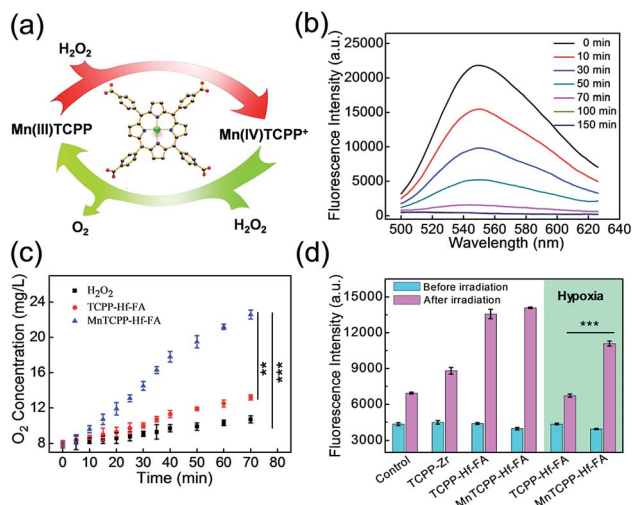 (a)
H2O2
Mn(III)TCPP
Mn(IV)TCPP+
O2
H2O2
(b)
Fluorescence Intensity (a.u.)
25000
20000
15000
10000
5000
0
500 520 540 560 580 600 620 640
Wavelength (nm)
0 min
10 min
30 min
50 min
70 min
100 min
150 min
(c)
O2 Concentration (mg/L)
24
20
16
12
8
0 10 20 30 40 50 60 70 80
Time (min)
H2O2
TCPP-Hf-FA
MnTCPP-Hf-FA
**
***
(d)
Fluorescence Intensity (a.u.)
15000
12000
9000
6000
3000
Before irradiation
After irradiation
Hypoxia
***
Control
TCPP-Zr
TCPP-Hf-FA
MnTCPP-Hf-FA
TCPP-Hf-FA
MnTCPP-Hf-FA